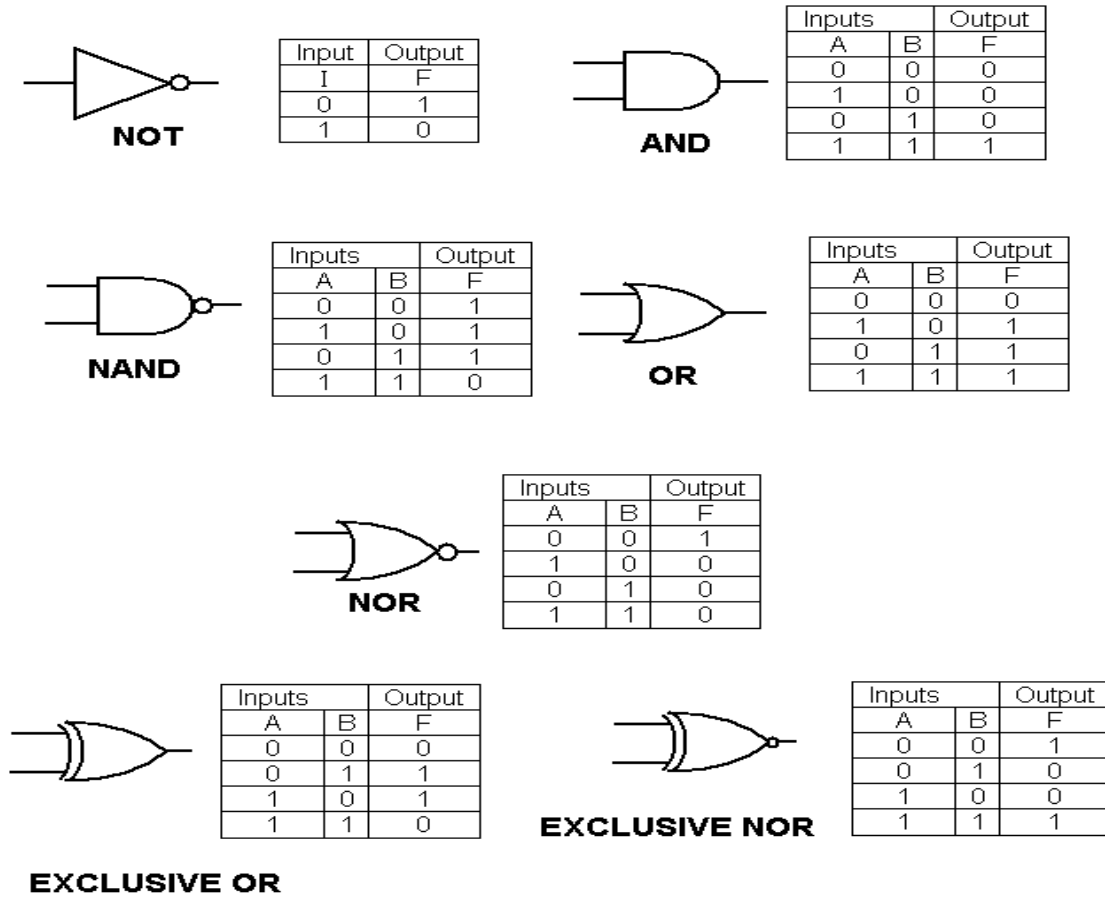 Input Output
I F
0 1
1 0
NOT
Inputs Output
A B F
0 0 0
1 0 0
0 1 0
1 1 1
AND
Inputs Output
A B F
0 0 1
1 0 1
0 1 1
1 1 0
NAND
Inputs Output
A B F
0 0 0
1 0 1
0 1 1
1 1 1
OR
Inputs Output
A B F
0 0 1
1 0 0
0 1 0
1 1 0
NOR
Inputs Output
A B F
0 0 0
0 1 1
1 0 1
1 1 0
EXCLUSIVE OR
Inputs Output
A B F
0 0 1
0 1 0
1 0 0
1 1 1
EXCLUSIVE NOR